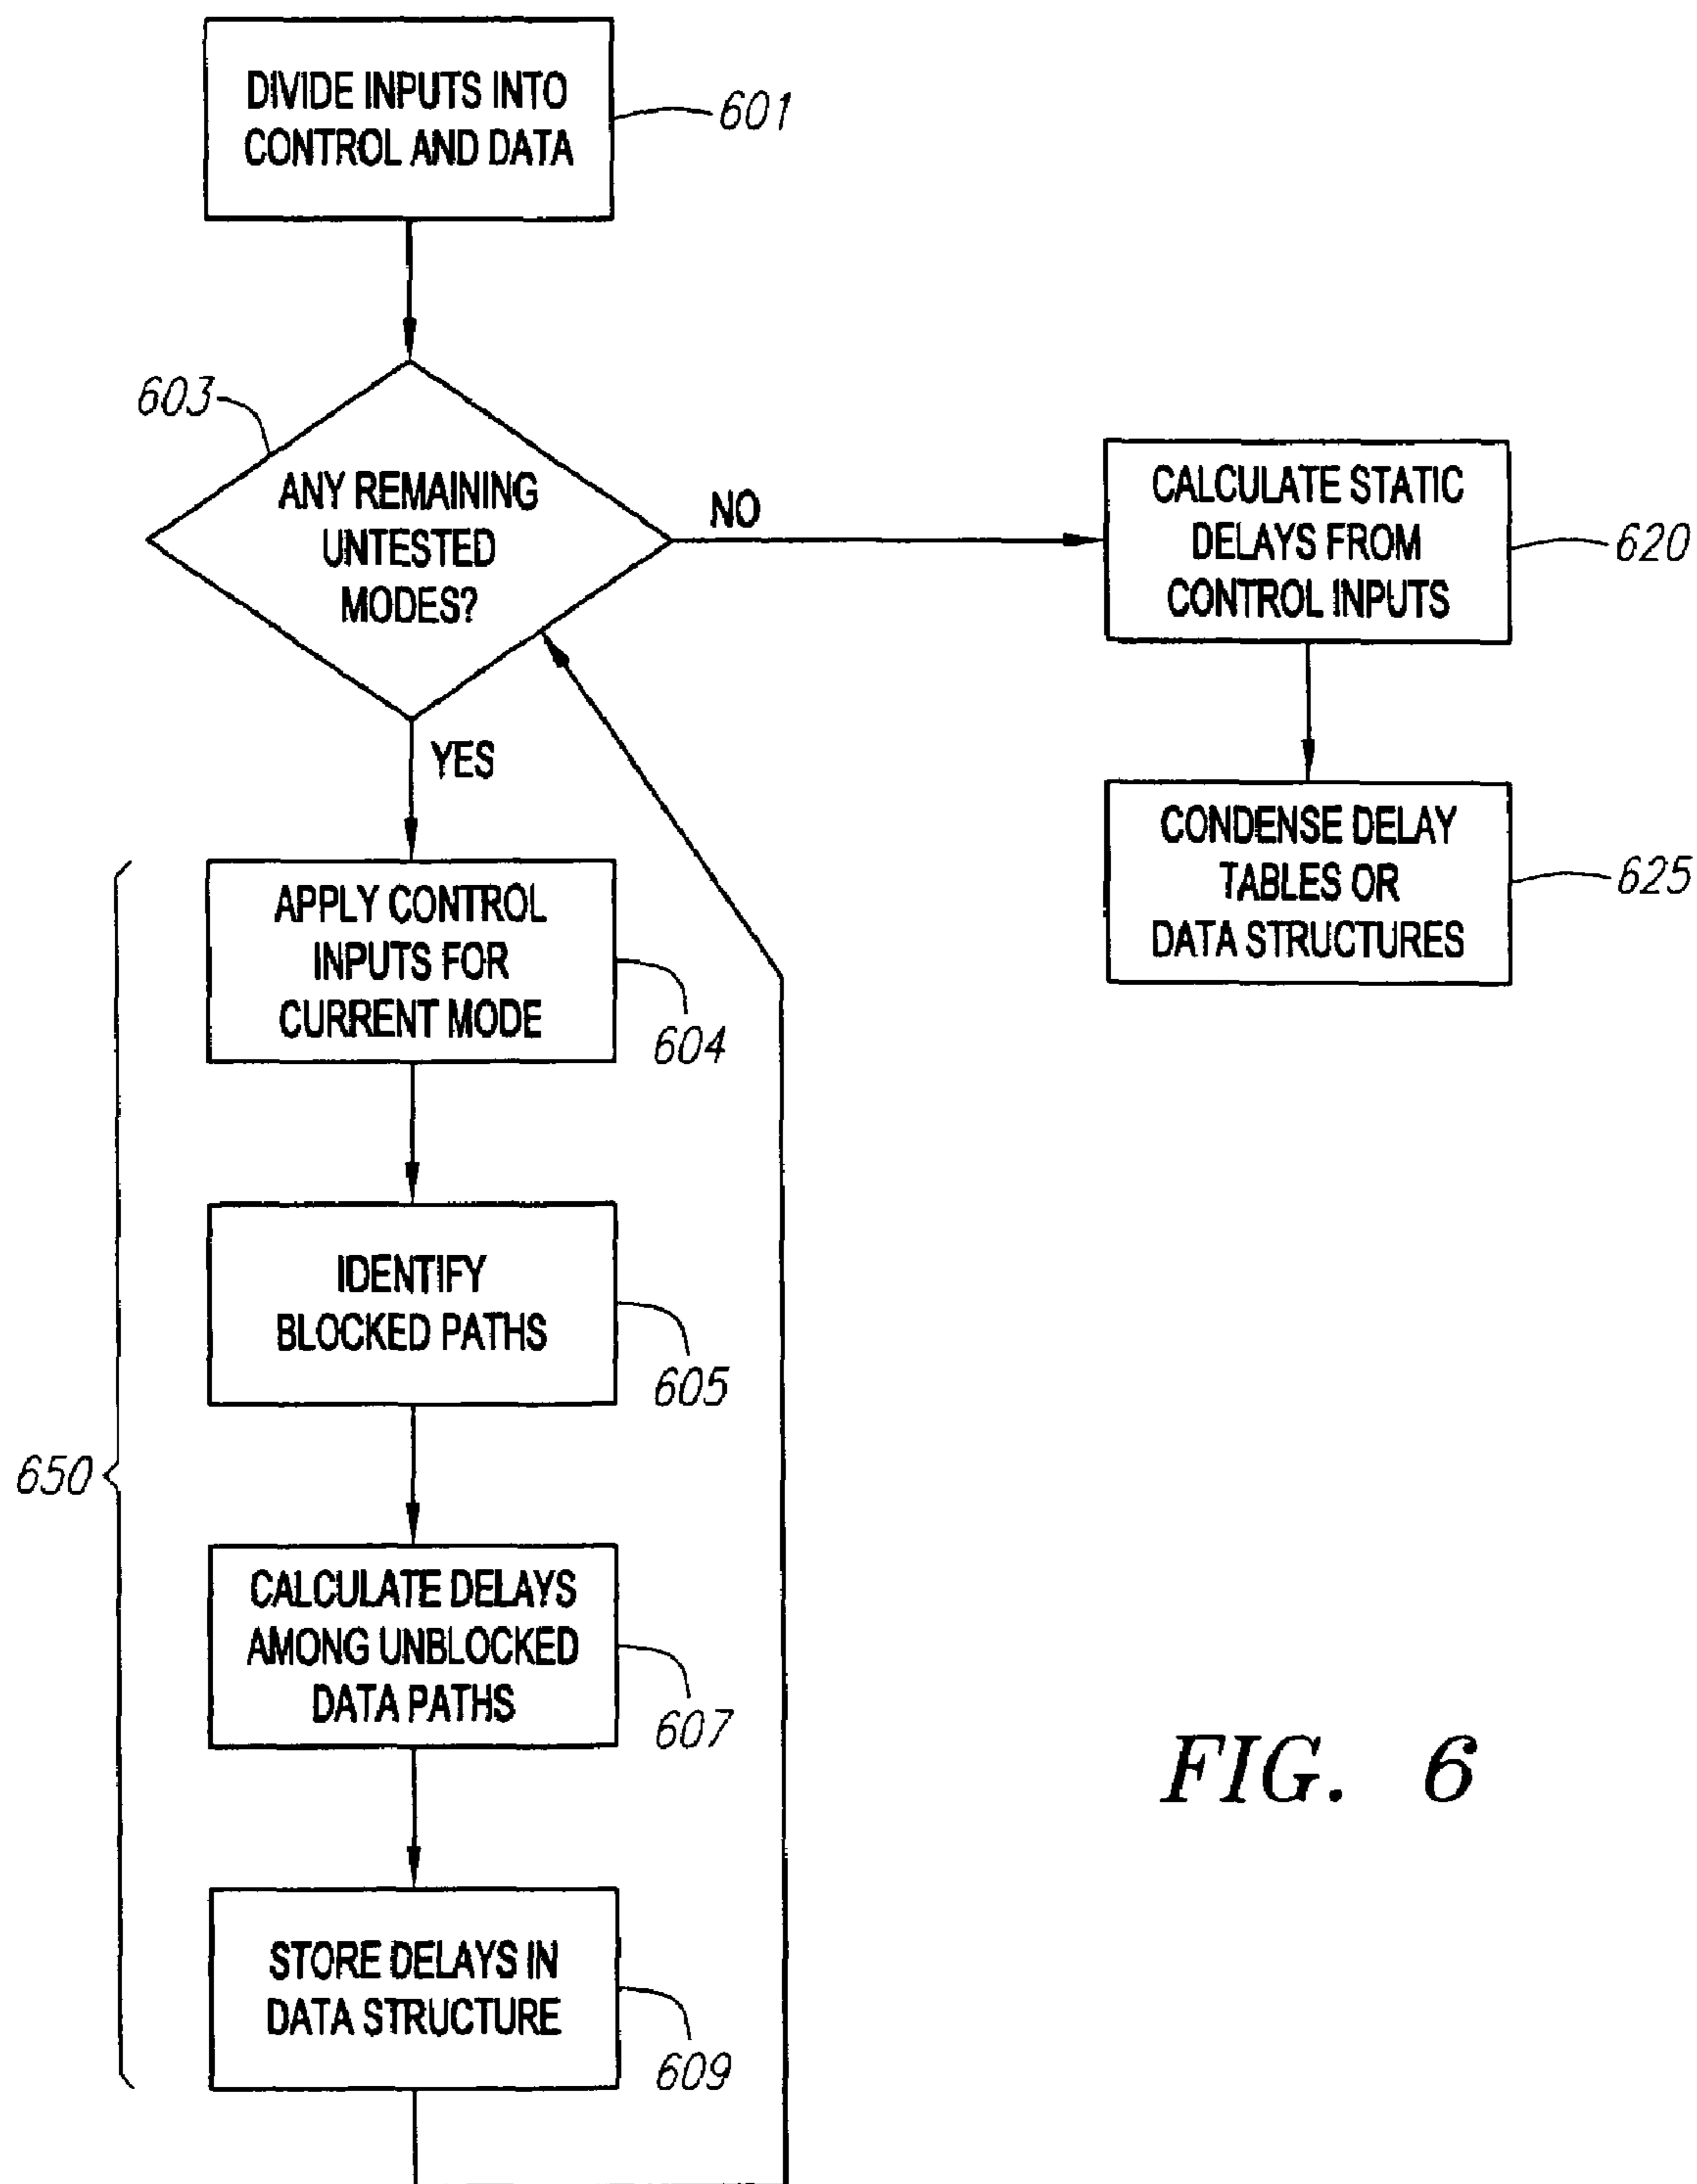 DIVIDE INPUTS INTO
CONTROL AND DATA
601
603
ANY REMAINING
UNTESTED
MODES?
NO
CALCULATE STATIC
DELAYS FROM
CONTROL INPUTS
620
YES
CONDENSE DELAY
TABLES OR
DATA STRUCTURES
625
APPLY CONTROL
INPUTS FOR
CURRENT MODE
604
IDENTIFY
BLOCKED PATHS
605
650
CALCULATE DELAYS
AMONG UNBLOCKED
DATA PATHS
607
STORE DELAYS IN
DATA STRUCTURE
609
FIG. 6